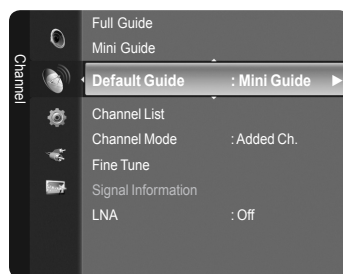 Channel
Full Guide
Mini Guide
Default Guide : Mini Guide ►
Channel List
Channel Mode : Added Ch.
Fine Tune
Signal Information
LNA : Off